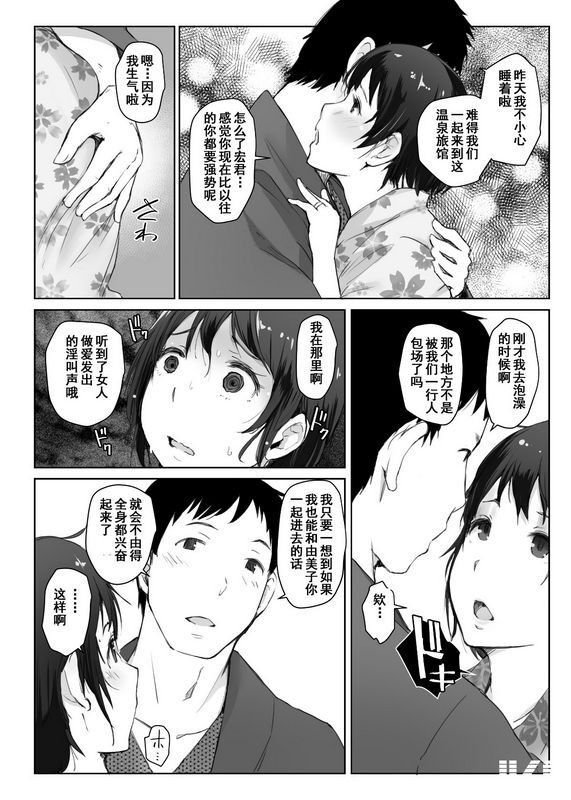 昨天我不小心
睡着啦
难得我们
一起来到这
温泉旅馆
怎么了宏君…
感觉你现在比以往
的你都要强势呢
嗯…因为
我生气啦
さわ
刚才我去泡澡
的时候啊
那个地方不是
被我们一行人
包场了吗
欸…
ドキ
我在那里啊
听到了女人
做爱发出
的淫叫声哦
ドク
ドク
我只要一想到如果
我也能和由美子你
一起进去的话
就会不由得
全身都兴奋
起来了
……
这样啊
ホ…